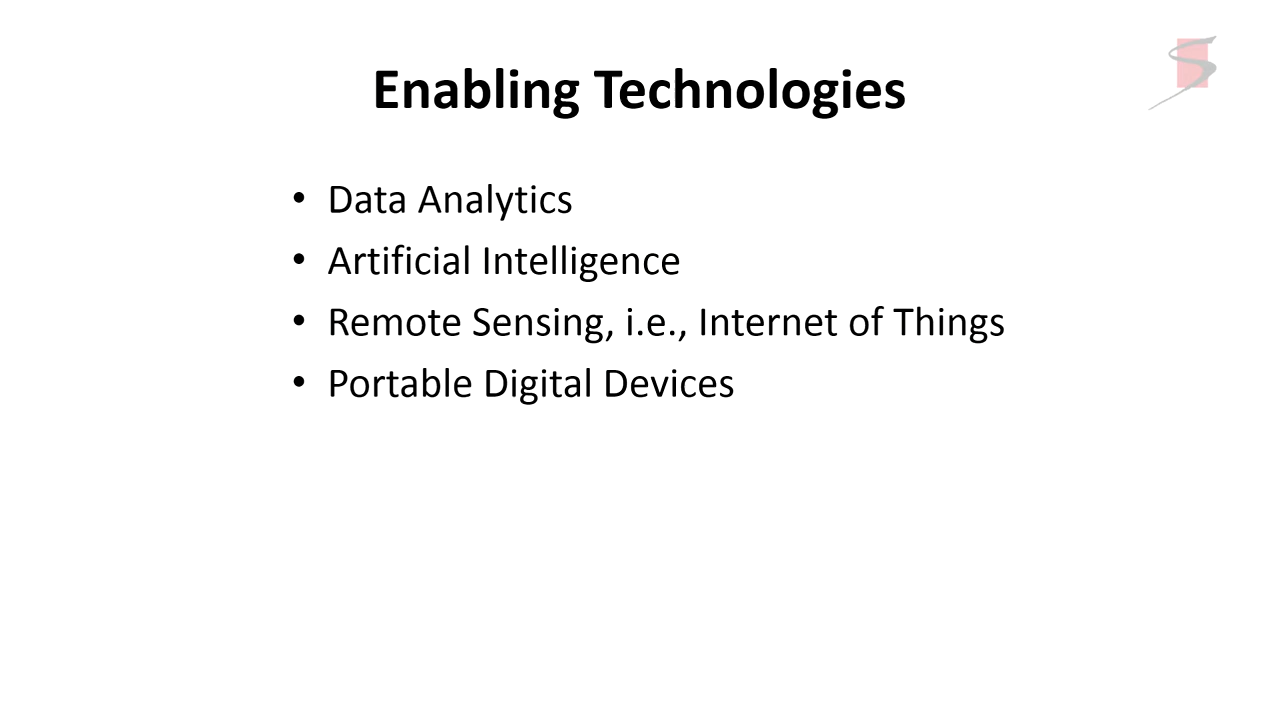 Enabling Technologies
• Data Analytics
• Artificial Intelligence
• Remote Sensing, i.e., Internet of Things
• Portable Digital Devices